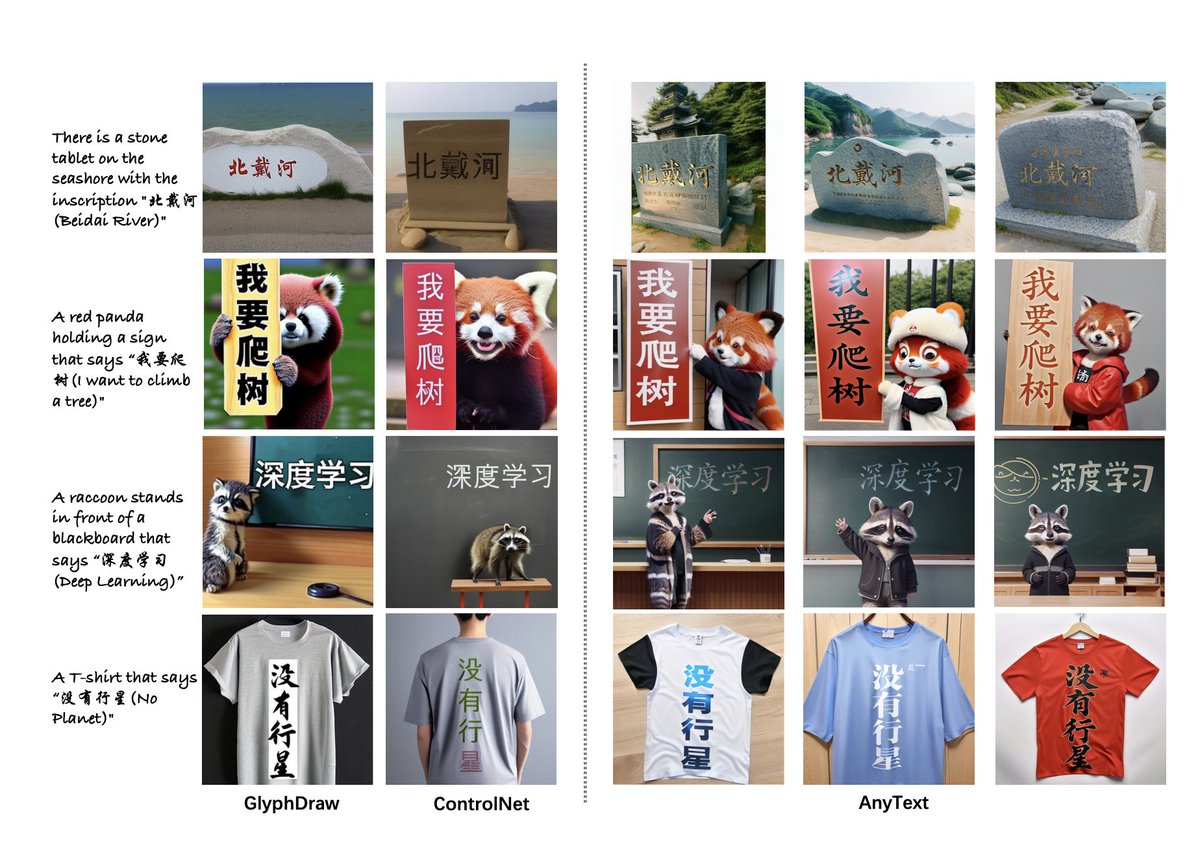 There is a stone
tablet on the
seashore with the
inscription "北戴河
(Beidai River)"
北戴河
北戴河
北戴河
北戴河
北戴河
A red panda
holding a sign
that says “我要爬
树(I want to climb
a tree)"
我要爬树
我要爬树
我要爬树
我要爬树
我要爬树
A raccoon stands
in front of a
blackboard that
says “深度学习
(Deep Learning)”
深度学习
深度学习
深度学习
深度学习
深度学习
A T-shirt that says
“没有行星(No
Planet)"
没有行星
没有行星
没有行星
没有行星
没有行星
GlyphDraw
ControlNet
AnyText